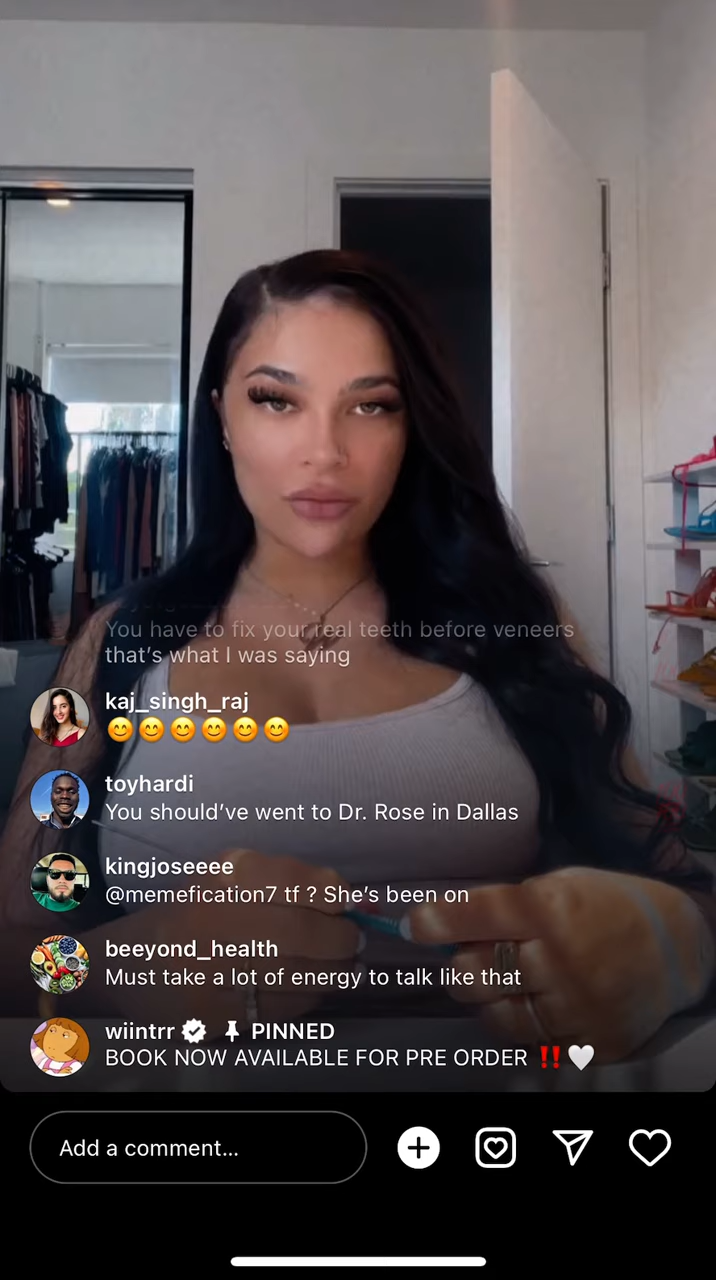 You have to fix your real teeth before veneers
that's what I was saying
kaj_singh_raj
😊😊😊😊😊😊
toyhardi
You should've went to Dr. Rose in Dallas
kingjoseeee
@memefication7 tf ? She's been on
beeyond_health
Must take a lot of energy to talk like that
wiintrr PINNED
BOOK NOW AVAILABLE FOR PRE ORDER ‼️🤍
Add a comment...